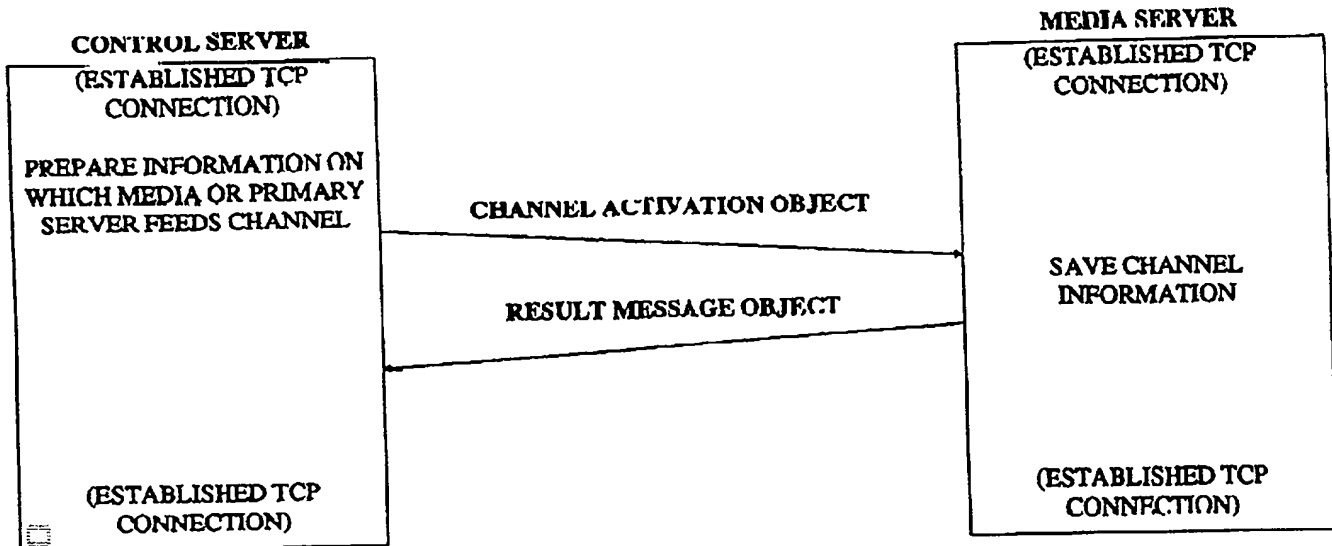 CONTROL SERVER
(ESTABLISHED TCP
CONNECTION)
PREPARE INFORMATION ON
WHICH MEDIA OR PRIMARY
SERVER FEEDS CHANNEL
(ESTABLISHED TCP
CONNECTION)
CHANNEL ACTIVATION OBJECT
RESULT MESSAGE OBJECT
MEDIA SERVER
(ESTABLISHED TCP
CONNECTION)
SAVE CHANNEL
INFORMATION
(ESTABLISHED TCP
CONNECTION)